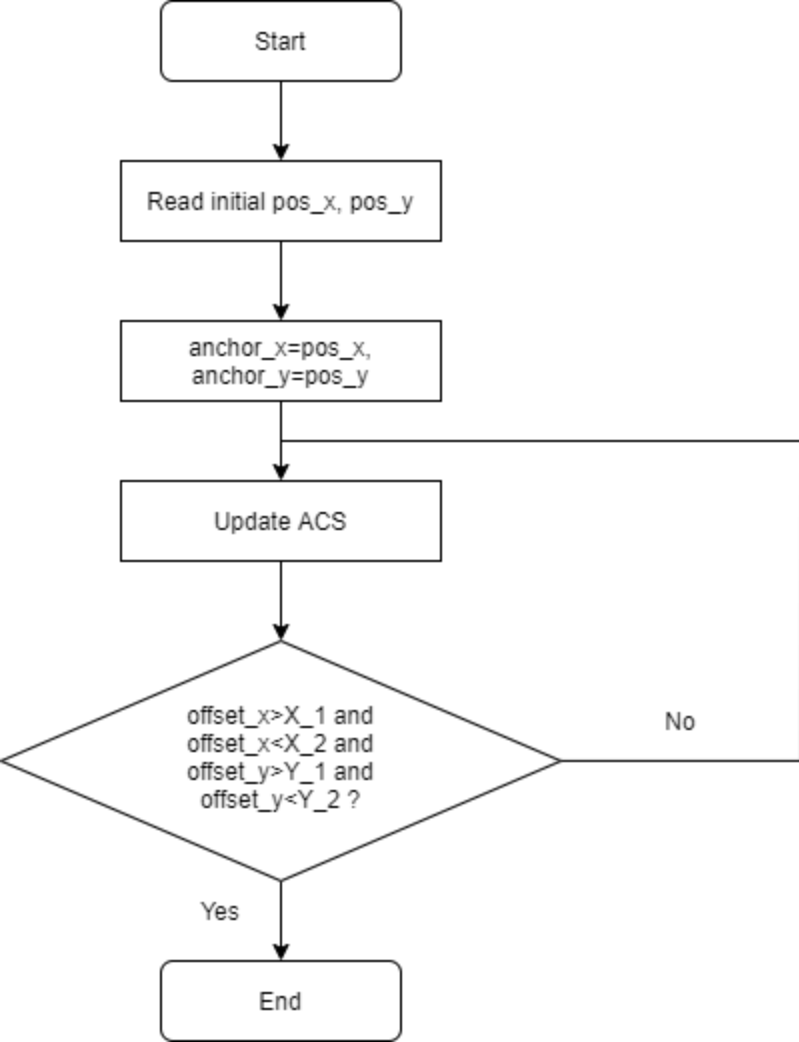 Start
Read initial pos_x, pos_y
anchor_x=pos_x,
anchor_y=pos_y
Update ACS
offset_x>X_1 and
offset_x<X_2 and
offset_y>Y_1 and
offset_y<Y_2 ?
No
Yes
End